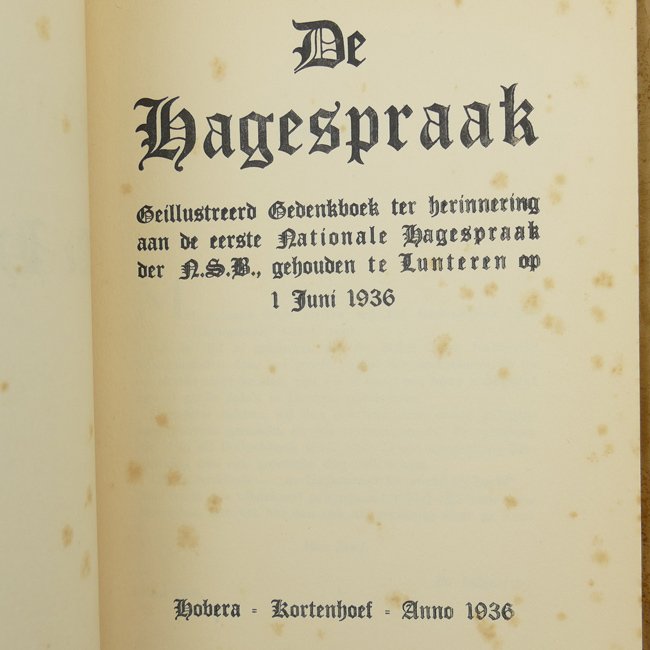 De
Hagespraak
Geillustreerd Gedenkboek ter herinnering
aan de eerste Nationale Hagespraak
der N.S.B., gehouden te Lunteren op
1 Juni 1936
Hobera - Kortenhoef - Anno 1936